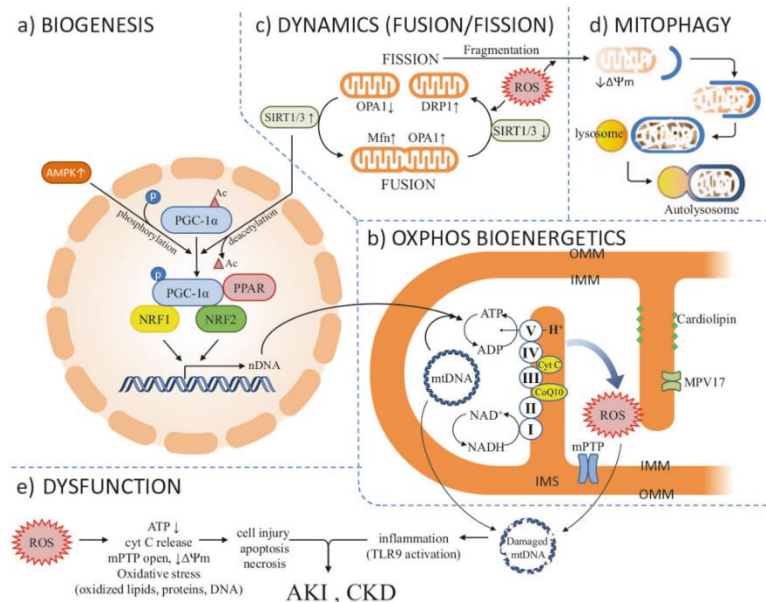 a) BIOGENESIS
AMPK↑
P
Ac
PGC-1α
phosphorylation
deacetylation
Ac
P
PGC-1α
PPAR
NRF1
NRF2
nDNA
c) DYNAMICS (FUSION/FISSION)
FISSION
Fragmentation
ROS
OPA1↓
DRP1↑
SIRT1/3 ↑
SIRT1/3 ↓
Mfn↑
OPA1↑
FUSION
d) MITOPHAGY
↓ΔΨm
lysosome
Autolysosome
b) OXPHOS BIOENERGETICS
OMM
IMM
ATP
ADP
V
H⁺
IV
Cyt C
III
CoQ10
II
I
mtDNA
NAD⁺
NADH
ROS
Cardiolipin
MPV17
mPTP
IMS
IMM
OMM
e) DYSFUNCTION
ROS
ATP ↓
cyt C release
mPTP open, ↓ΔΨm
Oxidative stress
(oxidized lipids, proteins, DNA)
cell injury
apoptosis
necrosis
inflammation
(TLR9 activation)
Damaged
mtDNA
AKI , CKD